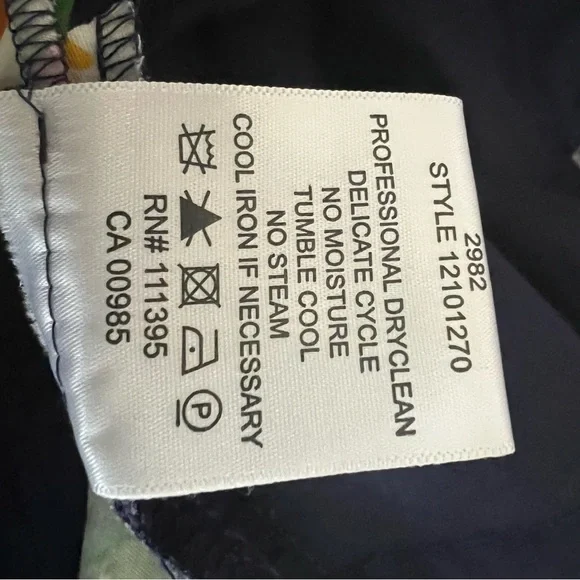 2982
STYLE 12101270
PROFESSIONAL DRYCLEAN
DELICATE CYCLE
NO MOISTURE
TUMBLE COOL
NO STEAM
COOL IRON IF NECESSARY
P
RN# 111395
CA 00985